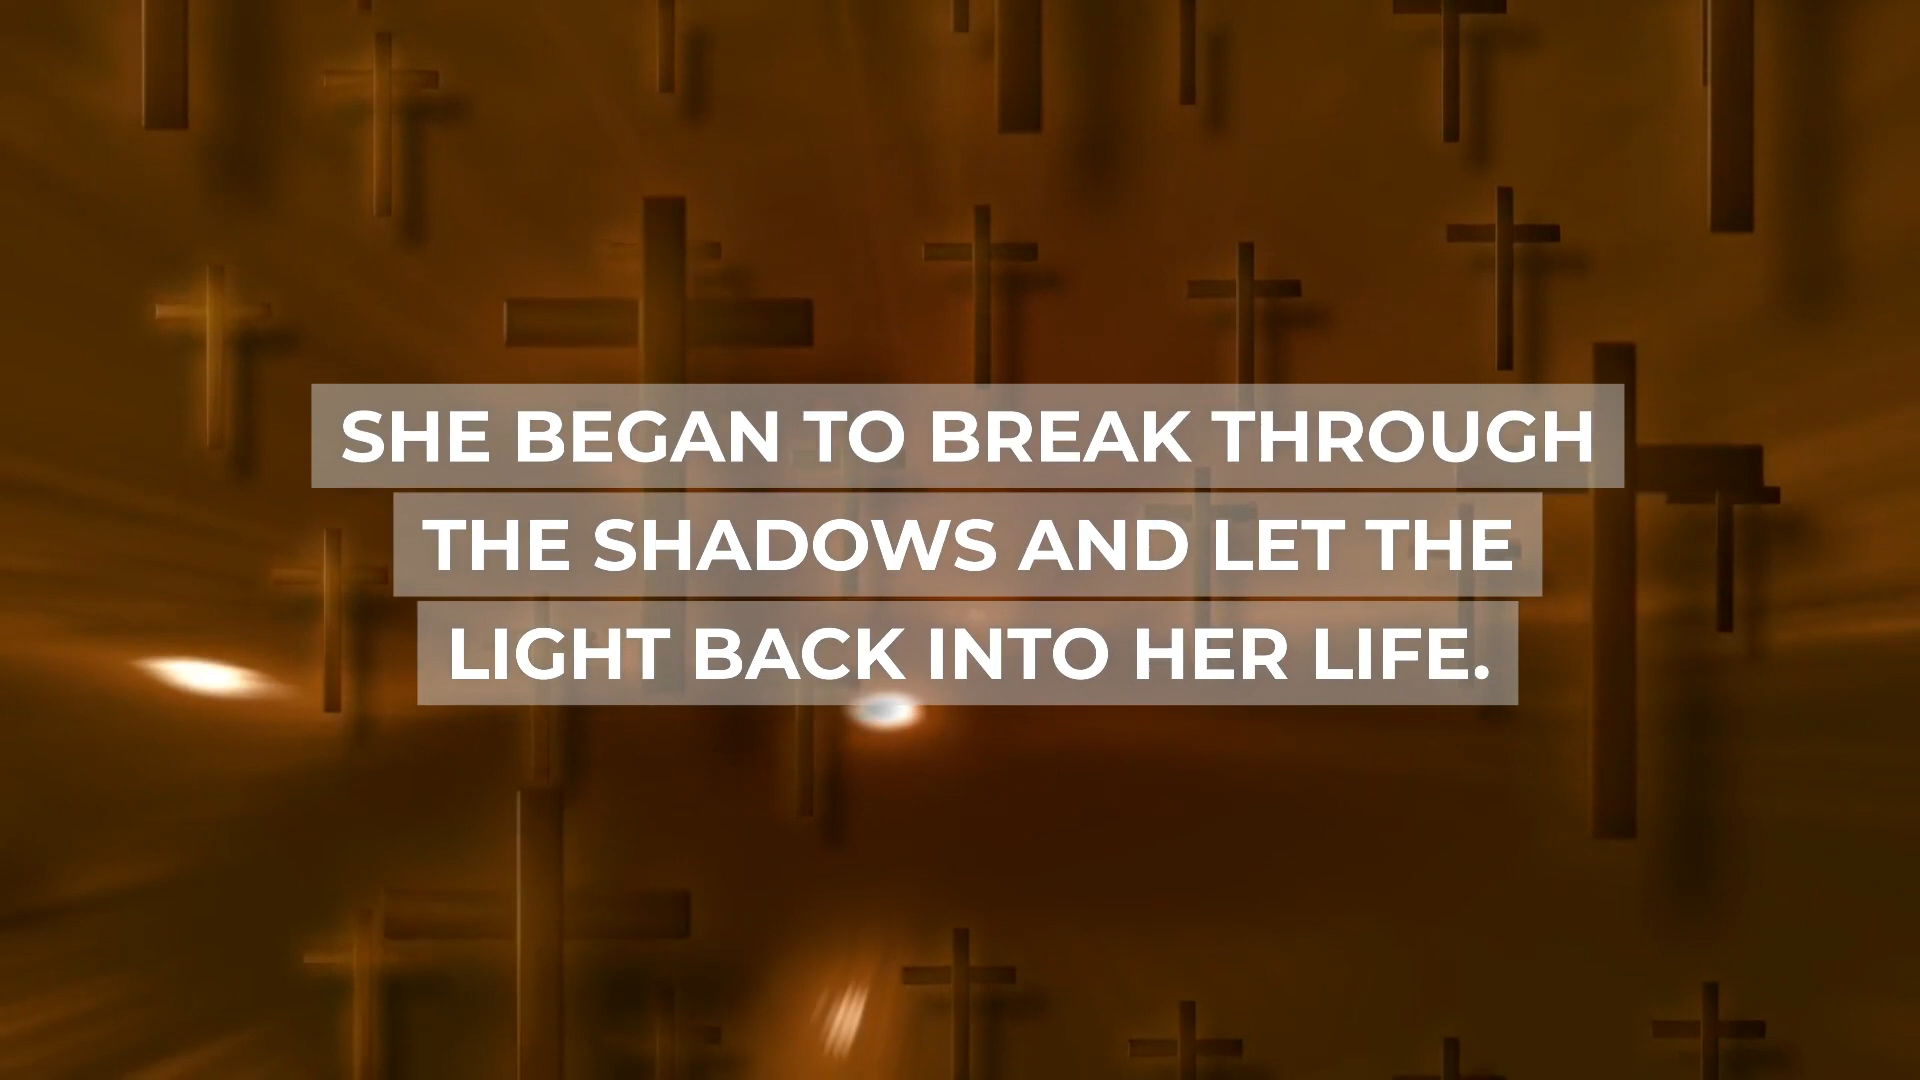 SHE BEGAN TO BREAK THROUGH
THE SHADOWS AND LET THE
LIGHT BACK INTO HER LIFE.